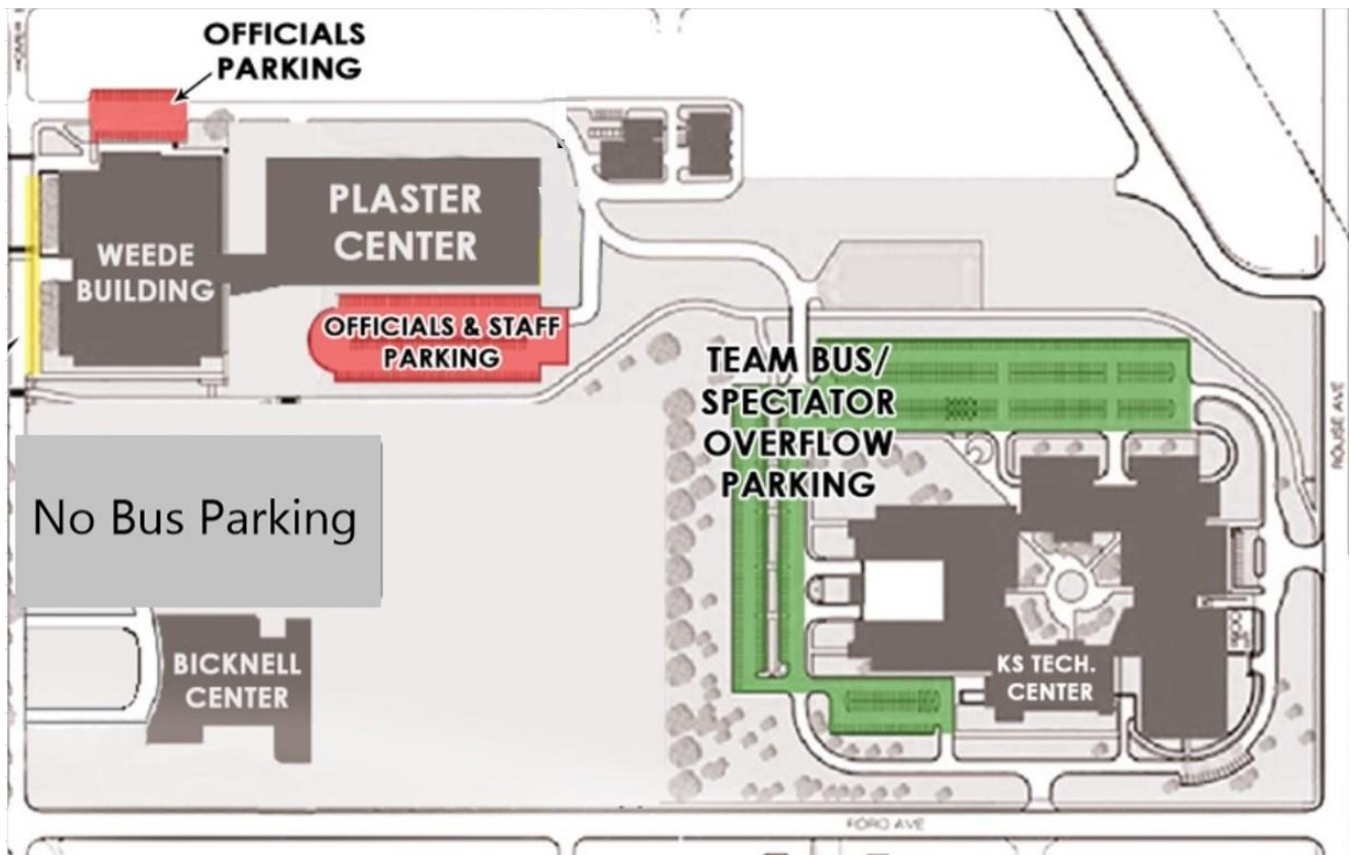 OFFICIALS
PARKING
PLASTER
CENTER
WEEDE
BUILDING
OFFICIALS & STAFF
PARKING
TEAM BUS/
SPECTATOR
OVERFLOW
PARKING
ROUSE AVE
No Bus Parking
BICKNELL
CENTER
KS TECH.
CENTER
FORD AVE